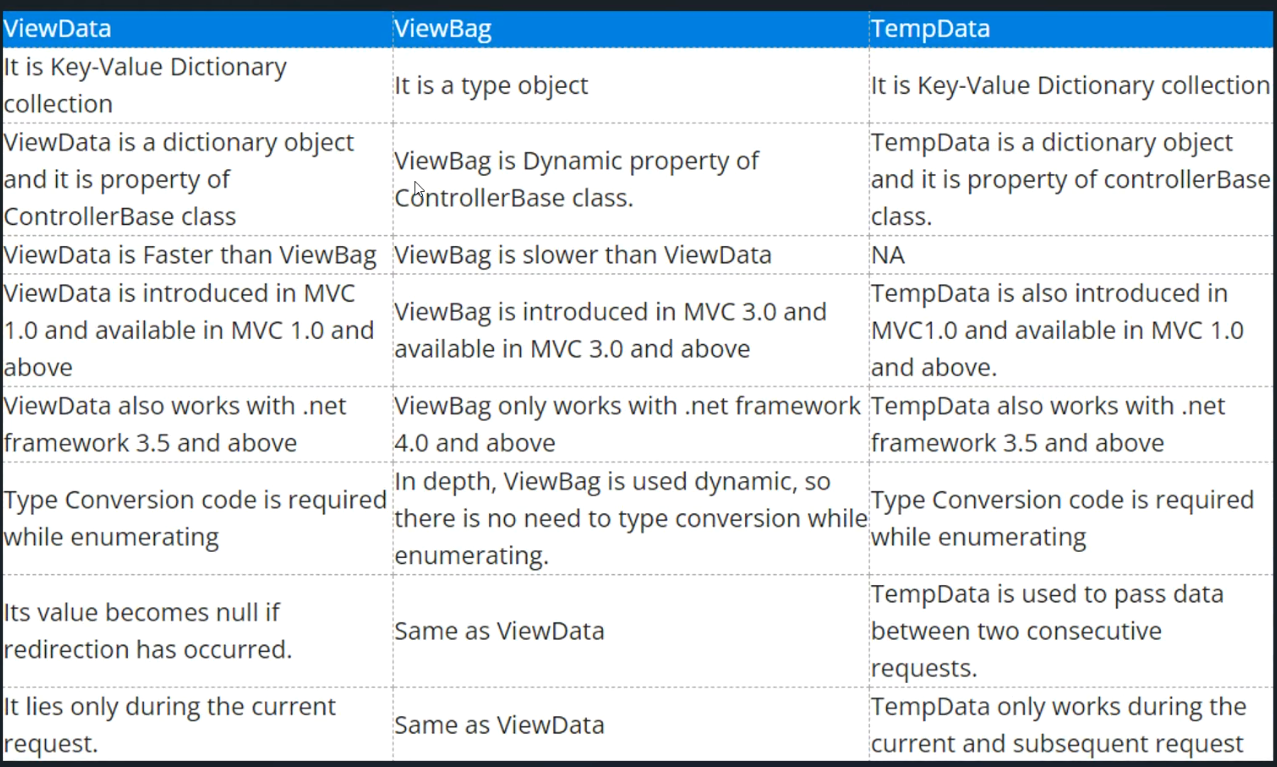 ViewData
ViewBag
TempData
It is Key-Value Dictionary
collection
It is a type object
It is Key-Value Dictionary collection
ViewData is a dictionary object
and it is property of
ControllerBase class
ViewBag is Dynamic property of
ControllerBase class.
TempData is a dictionary object
and it is property of controllerBase
class.
ViewData is Faster than ViewBag
ViewBag is slower than ViewData
NA
ViewData is introduced in MVC
1.0 and available in MVC 1.0 and
above
ViewBag is introduced in MVC 3.0 and
available in MVC 3.0 and above
TempData is also introduced in
MVC1.0 and available in MVC 1.0
and above.
ViewData also works with .net
framework 3.5 and above
ViewBag only works with .net framework
4.0 and above
TempData also works with .net
framework 3.5 and above
Type Conversion code is required
while enumerating
In depth, ViewBag is used dynamic, so
there is no need to type conversion while
enumerating.
Type Conversion code is required
while enumerating
Its value becomes null if
redirection has occurred.
Same as ViewData
TempData is used to pass data
between two consecutive
requests.
It lies only during the current
request.
Same as ViewData
TempData only works during the
current and subsequent request